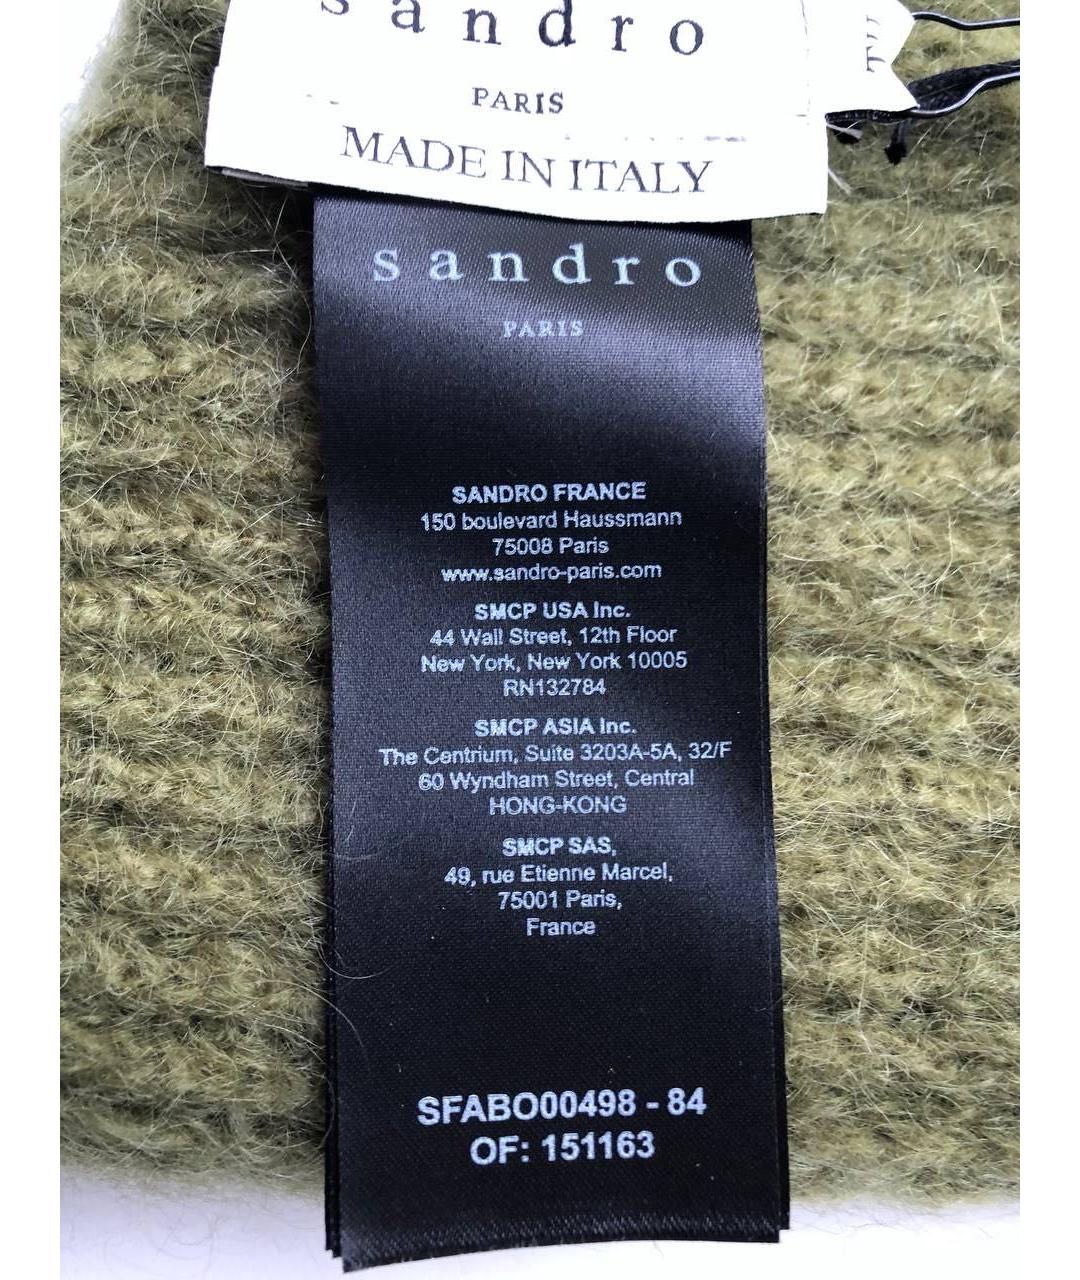 sandro
PARIS
MADE IN ITALY
sandro
PARIS
SANDRO FRANCE
150 boulevard Haussmann
75008 Paris
www.sandro-paris.com
SMCP USA Inc.
44 Wall Street, 12th Floor
New York, New York 10005
RN132784
SMCP ASIA Inc.
The Centrium, Suite 3203A-5A, 32/F
60 Wyndham Street, Central
HONG-KONG
SMCP SAS,
49, rue Etienne Marcel,
75001 Paris,
France
SFABO00498 - 84
OF: 151163